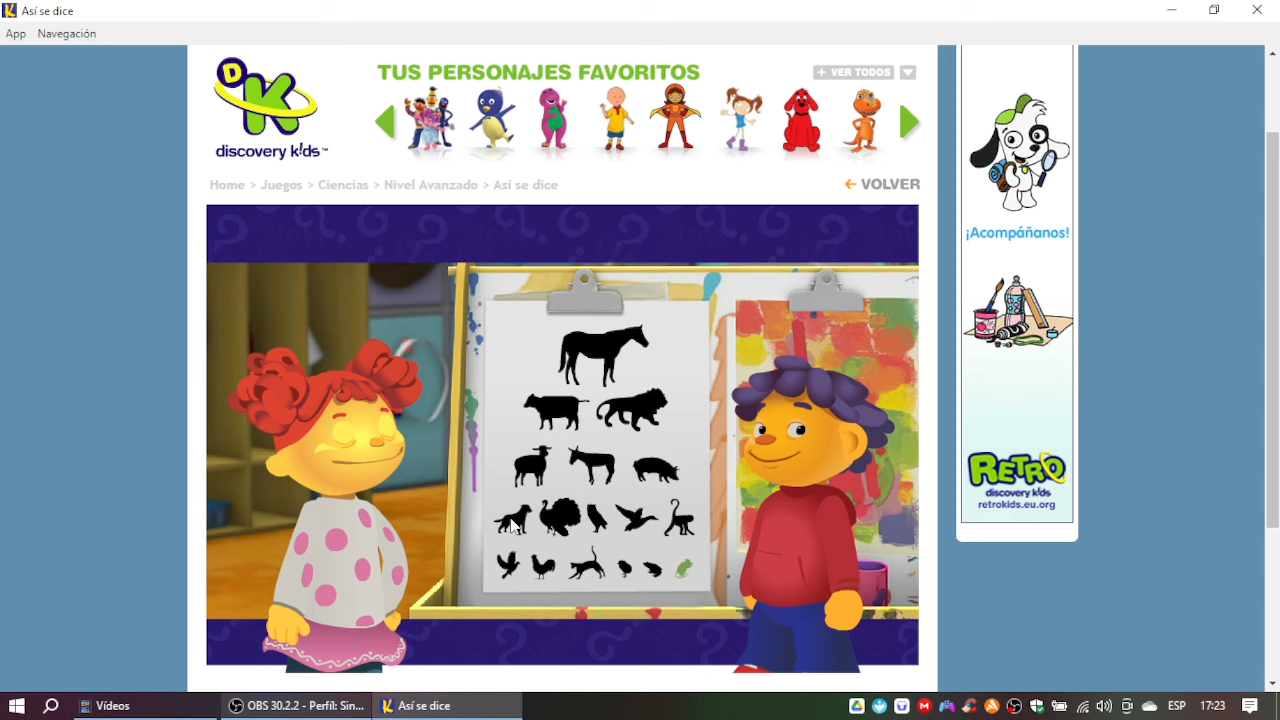 Así se dice
App Navegación
TUS PERSONAJES FAVORITOS
+ VER TODOS
D K
discovery k!ds™
Home > Juegos > Ciencias > Nivel Avanzado > Así se dice
← VOLVER
¡Acompáñanos!
RETRO
discovery kids
retrokids.eu.org
Vídeos
OBS 30.2.2 - Perfil: Sin...
Así se dice
ESP 17:23